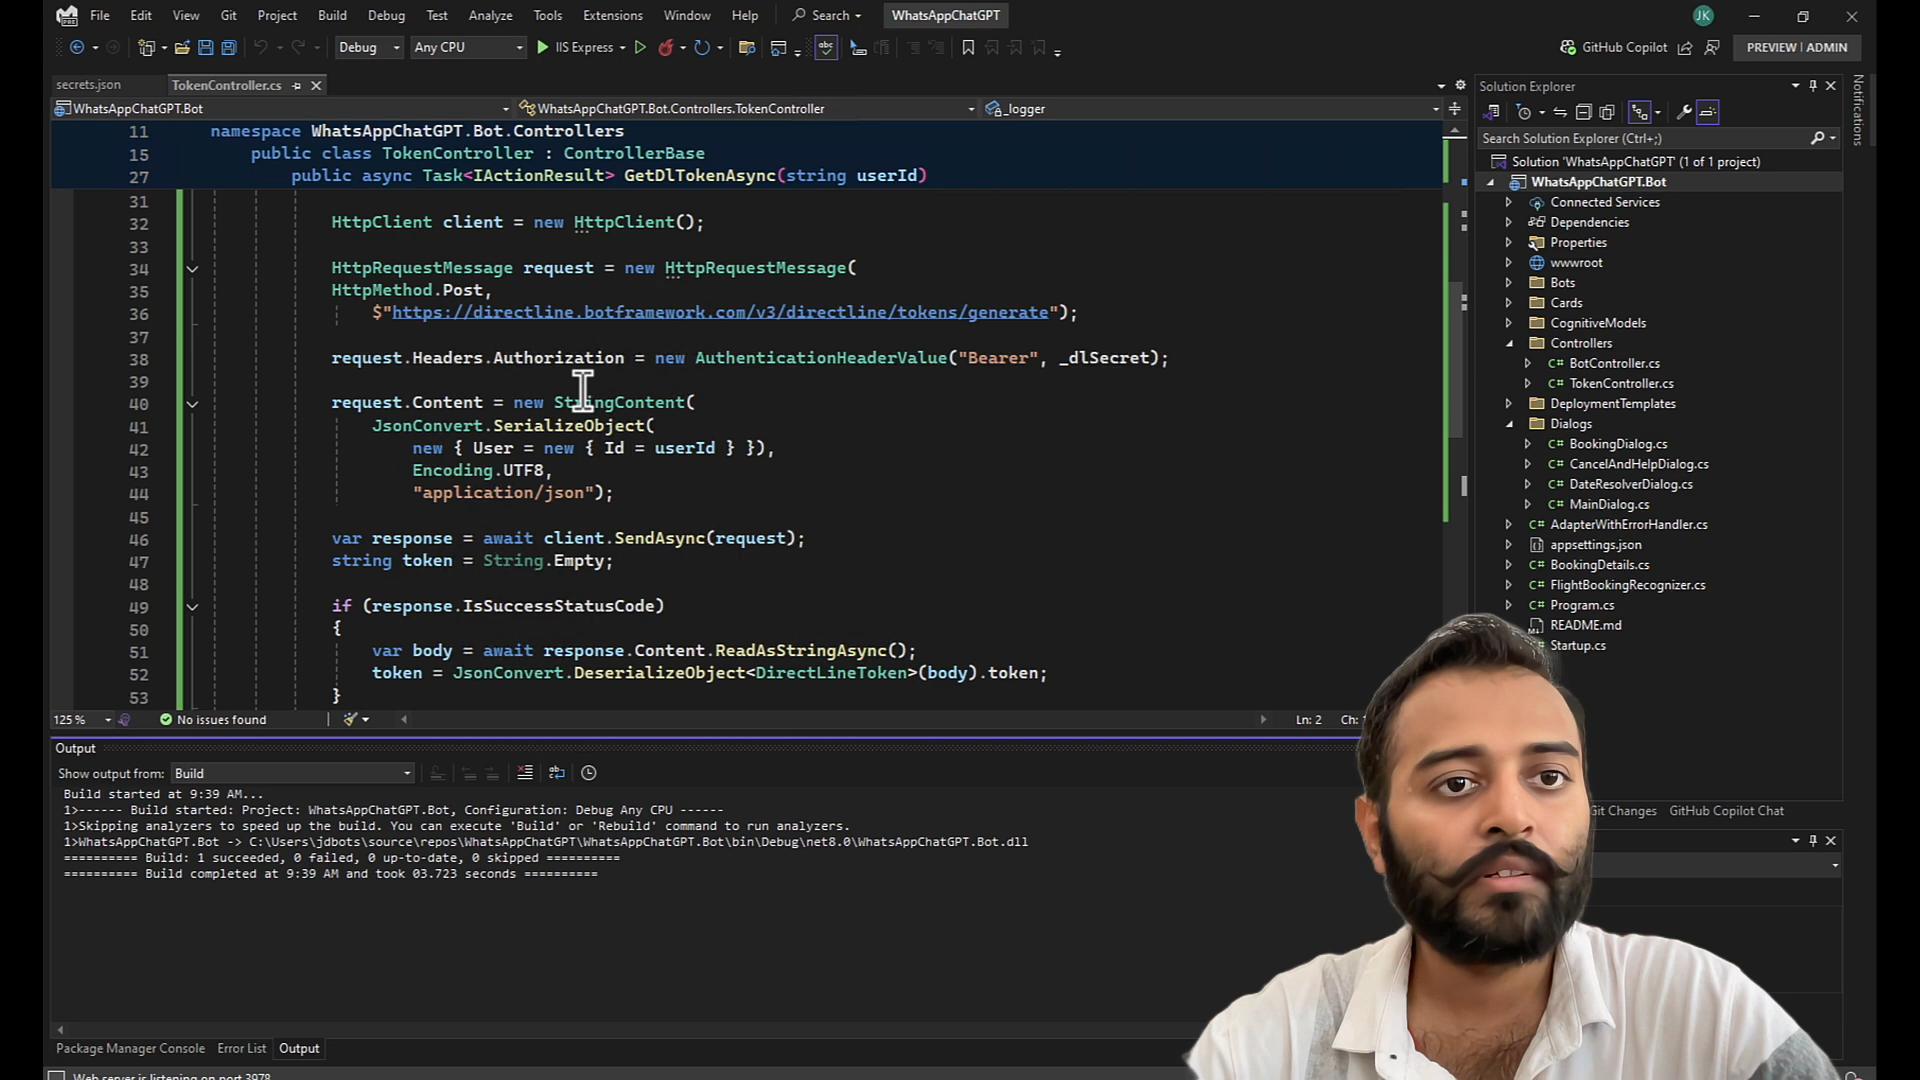 File Edit View Git Project Build Debug Test Analyze Tools Extensions Window Help Search WhatsAppChatGPT JK
Debug Any CPU IIS Express abc GitHub Copilot PREVIEW | ADMIN
secrets.json TokenController.cs
WhatsAppChatGPT.Bot WhatsAppChatGPT.Bot.Controllers.TokenController _logger
11 namespace WhatsAppChatGPT.Bot.Controllers
15 public class TokenController : ControllerBase
27 public async Task<IActionResult> GetDlTokenAsync(string userId)
31
32 HttpClient client = new HttpClient();
33
34 HttpRequestMessage request = new HttpRequestMessage(
35 HttpMethod.Post,
36 $"https://directline.botframework.com/v3/directline/tokens/generate");
37
38 request.Headers.Authorization = new AuthenticationHeaderValue("Bearer", _dlSecret);
39
40 request.Content = new StringContent(
41 JsonConvert.SerializeObject(
42 new { User = new { Id = userId } }),
43 Encoding.UTF8,
44 "application/json");
45
46 var response = await client.SendAsync(request);
47 string token = String.Empty;
48
49 if (response.IsSuccessStatusCode)
50 {
51 var body = await response.Content.ReadAsStringAsync();
52 token = JsonConvert.DeserializeObject<DirectLineToken>(body).token;
53 }
125 % No issues found Ln: 2 Ch:
Output
Show output from: Build
Build started at 9:39 AM...
1>------ Build started: Project: WhatsAppChatGPT.Bot, Configuration: Debug Any CPU ------
1>Skipping analyzers to speed up the build. You can execute 'Build' or 'Rebuild' command to run analyzers.
1>WhatsAppChatGPT.Bot -> C:\Users\jdbots\source\repos\WhatsAppChatGPT\WhatsAppChatGPT.Bot\bin\Debug\net8.0\WhatsAppChatGPT.Bot.dll
========== Build: 1 succeeded, 0 failed, 0 up-to-date, 0 skipped ==========
========== Build completed at 9:39 AM and took 03.723 seconds ==========
Package Manager Console Error List Output
Web server is listening on port 3978
Solution Explorer
Search Solution Explorer (Ctrl+;)
Solution 'WhatsAppChatGPT' (1 of 1 project)
WhatsAppChatGPT.Bot
Connected Services
Dependencies
Properties
wwwroot
Bots
Cards
CognitiveModels
Controllers
C# BotController.cs
C# TokenController.cs
DeploymentTemplates
Dialogs
C# BookingDialog.cs
C# CancelAndHelpDialog.cs
C# DateResolverDialog.cs
C# MainDialog.cs
C# AdapterWithErrorHandler.cs
appsettings.json
C# BookingDetails.cs
C# FlightBookingRecognizer.cs
C# Program.cs
README.md
Startup.cs
Git Changes GitHub Copilot Chat
Notifications